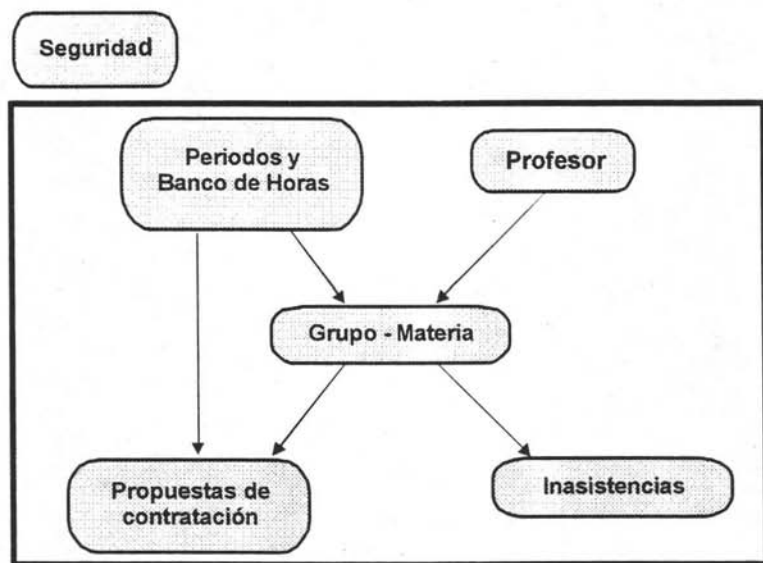 Seguridad
Periodos y
Banco de Horas
Profesor
Grupo - Materia
Propuestas de
contratación
Inasistencias